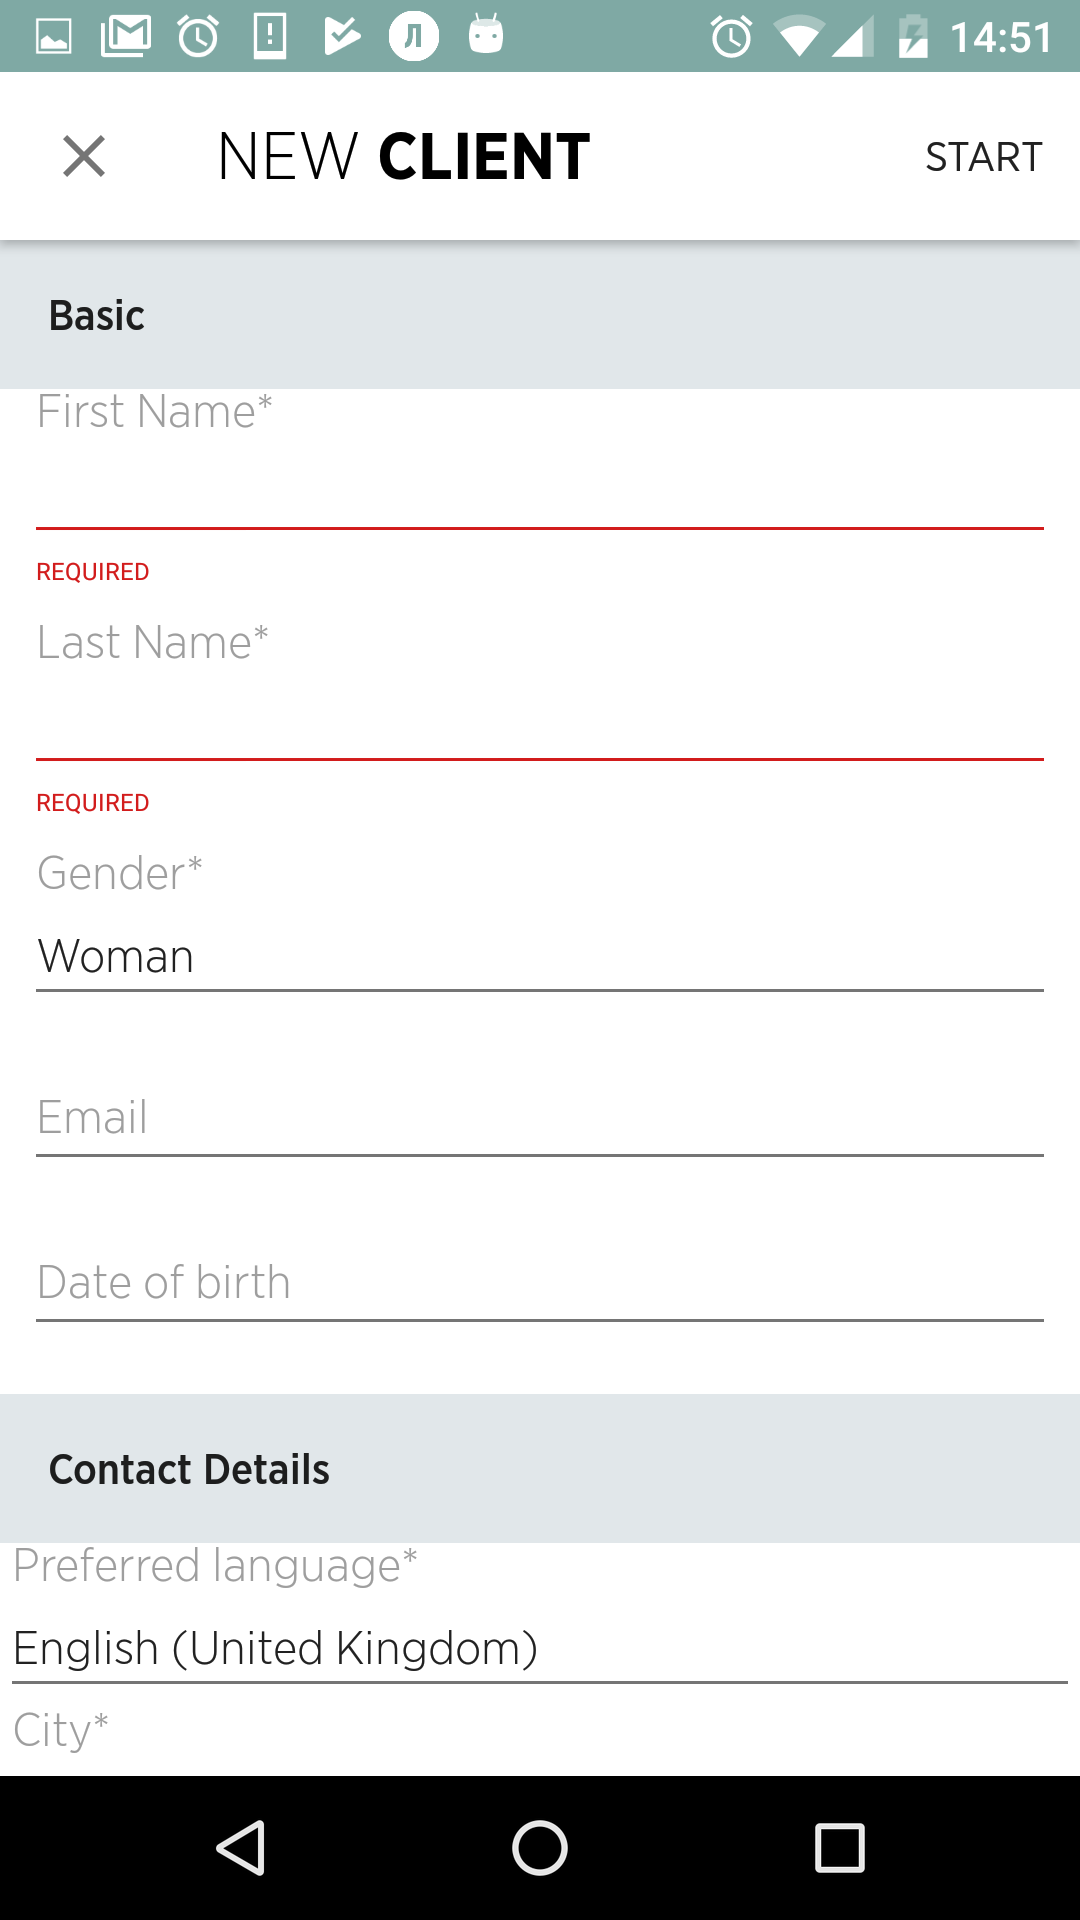 14:51
NEW CLIENT
START
Basic
First Name*
REQUIRED
Last Name*
REQUIRED
Gender*
Woman
Email
Date of birth
Contact Details
Preferred language*
English (United Kingdom)
City*